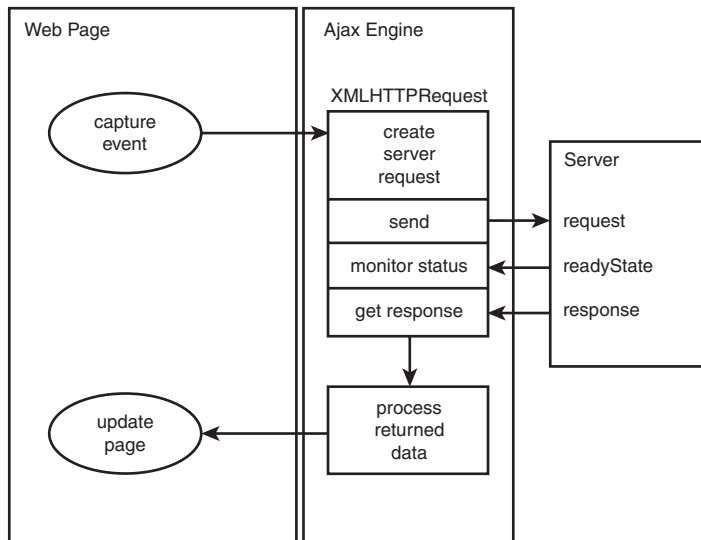 Web Page
Ajax Engine
XMLHTTPRequest
capture
event
create
server
request
Server
send
request
monitor status
readyState
get response
response
update
page
process
returned
data